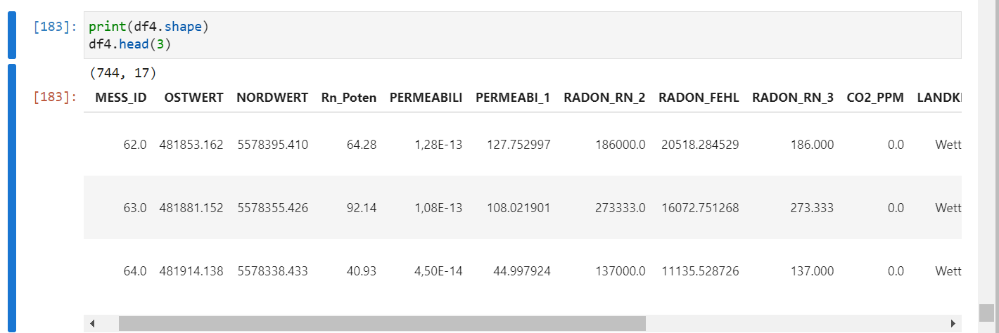 [183]: print(df4.shape)
df4.head(3)
(744, 17)
[183]: MESS_ID OSTWERT NORDWERT Rn_Poten PERMEABILI PERMEABI_1 RADON_RN_2 RADON_FEHL RADON_RN_3 CO2_PPM LANDK
62.0 481853.162 5578395.410 64.28 1,28E-13 127.752997 186000.0 20518.284529 186.000 0.0 Wett
63.0 481881.152 5578355.426 92.14 1,08E-13 108.021901 273333.0 16072.751268 273.333 0.0 Wett
64.0 481914.138 5578338.433 40.93 4,50E-14 44.997924 137000.0 11135.528726 137.000 0.0 Wett